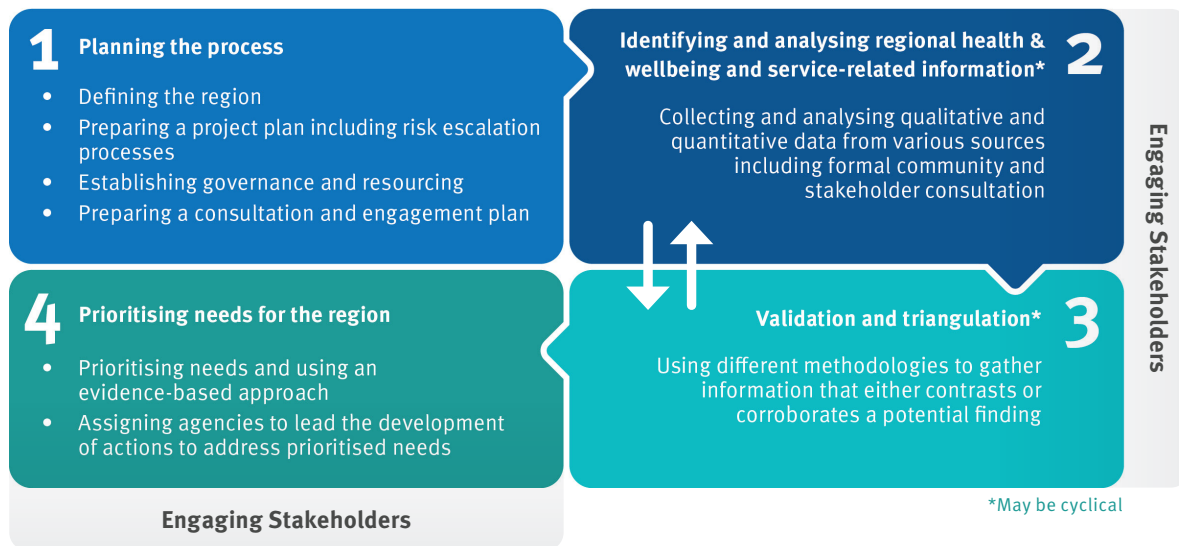 1 Planning the process
• Defining the region
• Preparing a project plan including risk escalation
processes
• Establishing governance and resourcing
• Preparing a consultation and engagement plan
Identifying and analysing regional health &
wellbeing and service-related information*
2
Collecting and analysing qualitative and
quantitative data from various sources
including formal community and
stakeholder consultation
Validation and triangulation*
3
Using different methodologies to gather
information that either contrasts or
corroborates a potential finding
4 Prioritising needs for the region
• Prioritising needs and using an
evidence-based approach
• Assigning agencies to lead the development
of actions to address prioritised needs
Engaging Stakeholders
Engaging Stakeholders
*May be cyclical